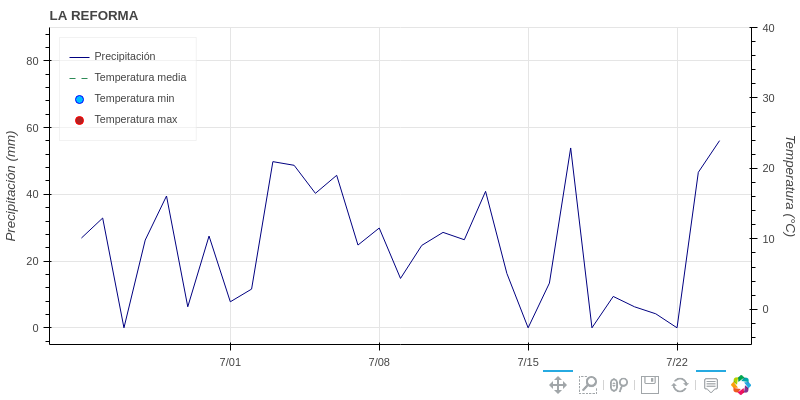 LA REFORMA
Precipitación
Temperatura media
Temperatura min
Temperatura max
Precipitación (mm)
80
60
40
20
0
40
30
20
10
0
Temperatura (°C)
7/01
7/08
7/15
7/22